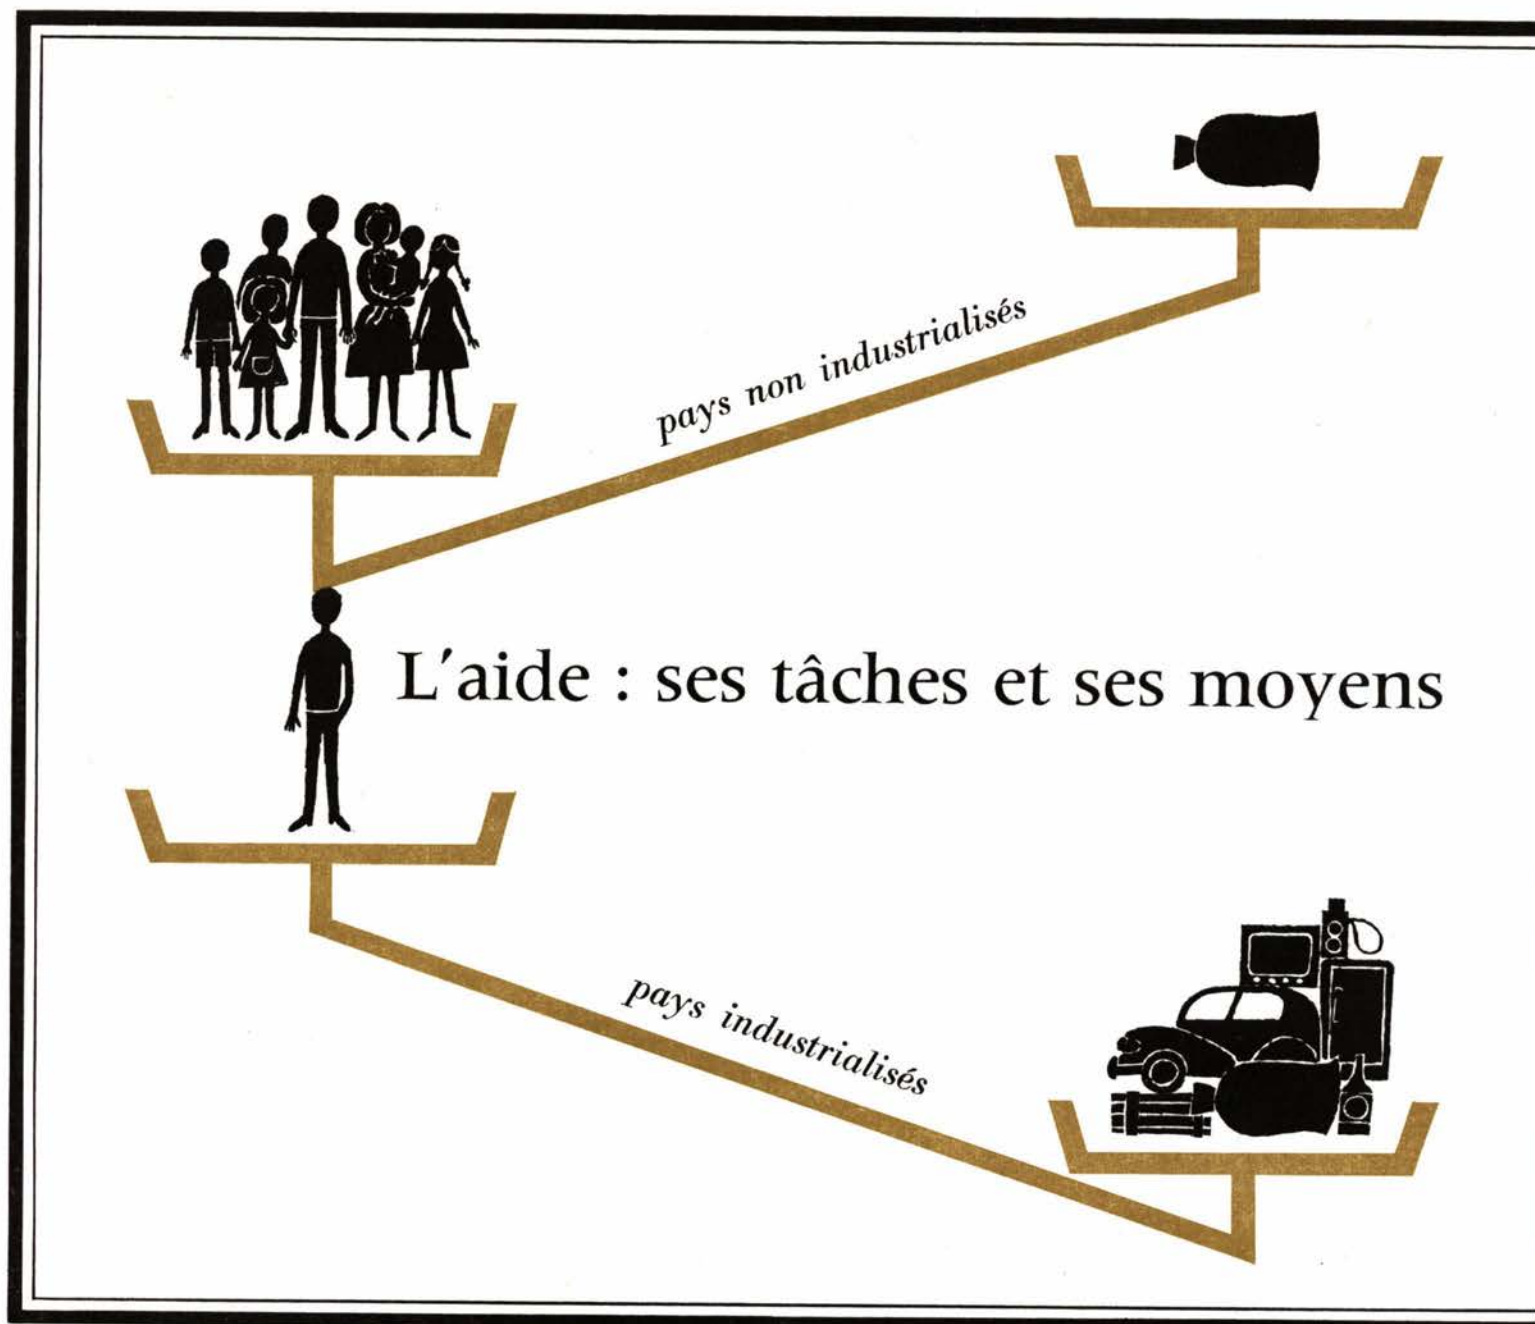 pays non industrialisés
L'aide : ses tâches et ses moyens
pays industrialisés